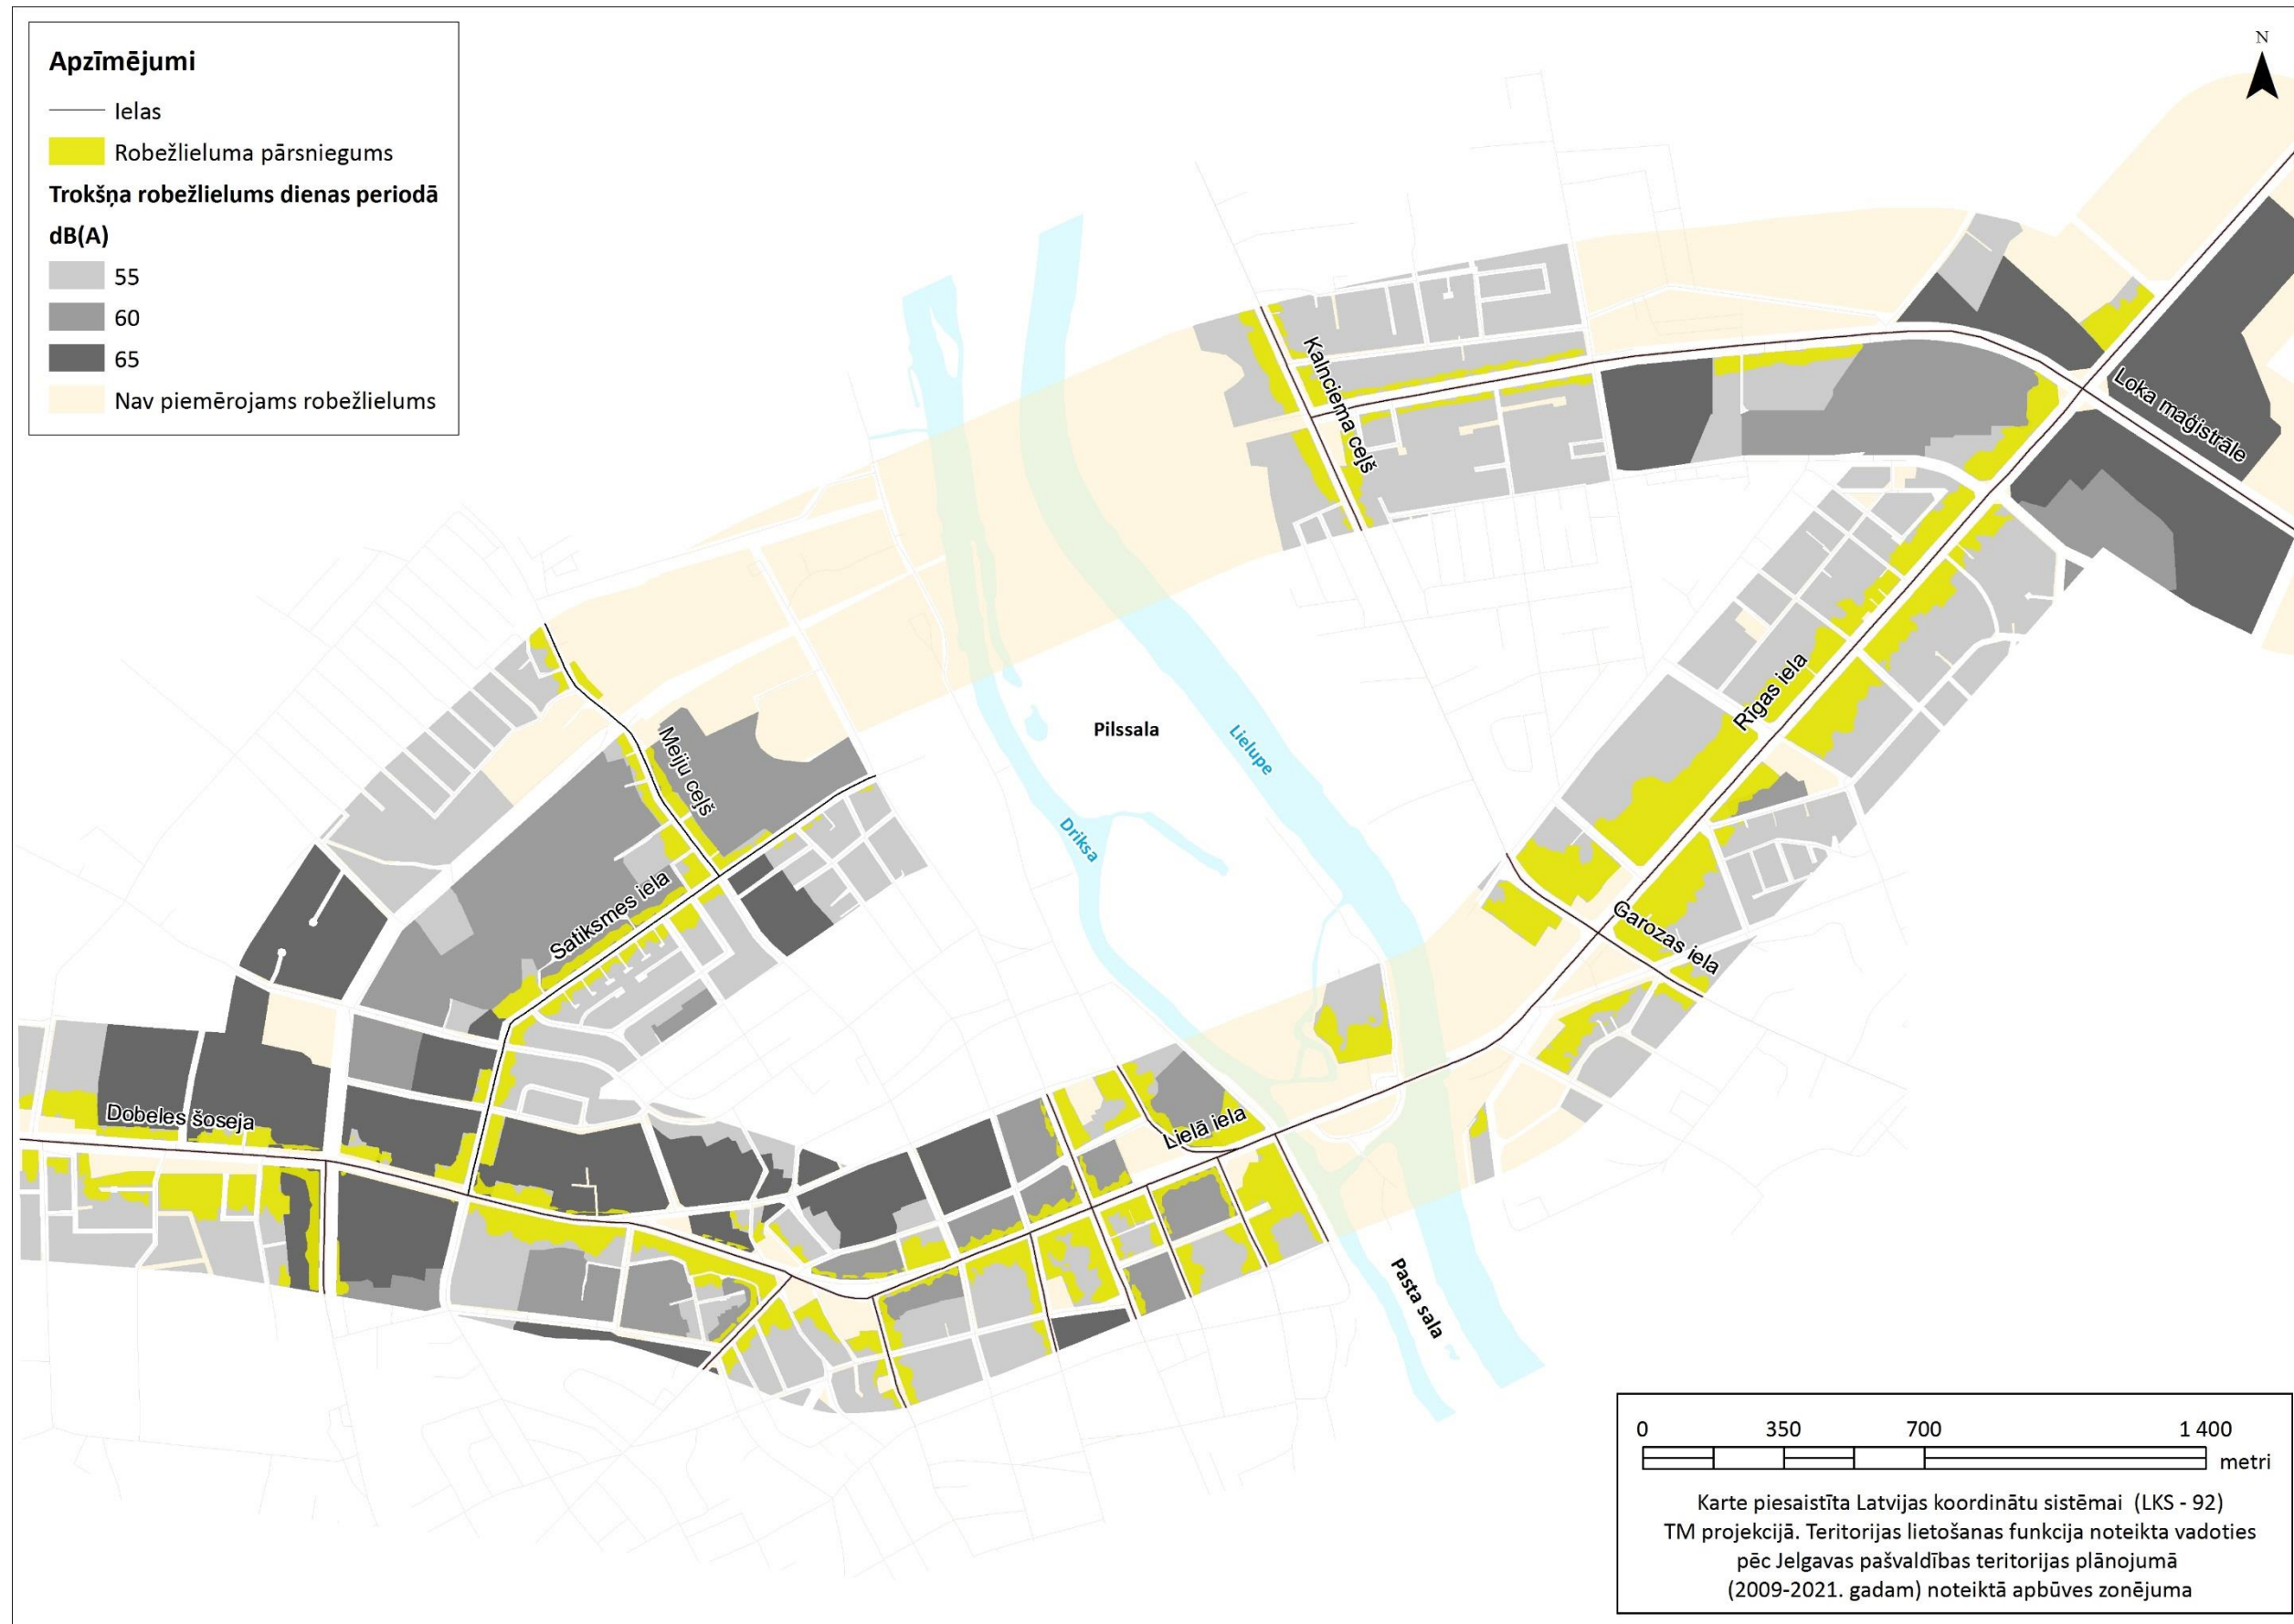 Apzīmējumi
Ielas
Robežlieluma pārsniegums
Trokšņa robežlielums dienas periodā
dB(A)
55
60
65
Nav piemērojams robežlielums
N
Kalnciema ceļš
Loka maģistrāle
Rīgas iela
Pilssala
Lielupe
Meiju ceļš
Driksa
Satiksmes iela
Garozas iela
Dobeles šoseja
Lielā iela
Pasta sala
0 350 700 1 400
metri
Karte piesaistīta Latvijas koordinātu sistēmai (LKS - 92)
TM projekcijā. Teritorijas lietošanas funkcija noteikta vadoties
pēc Jelgavas pašvaldības teritorijas plānojumā
(2009-2021. gadam) noteiktā apbūves zonējuma